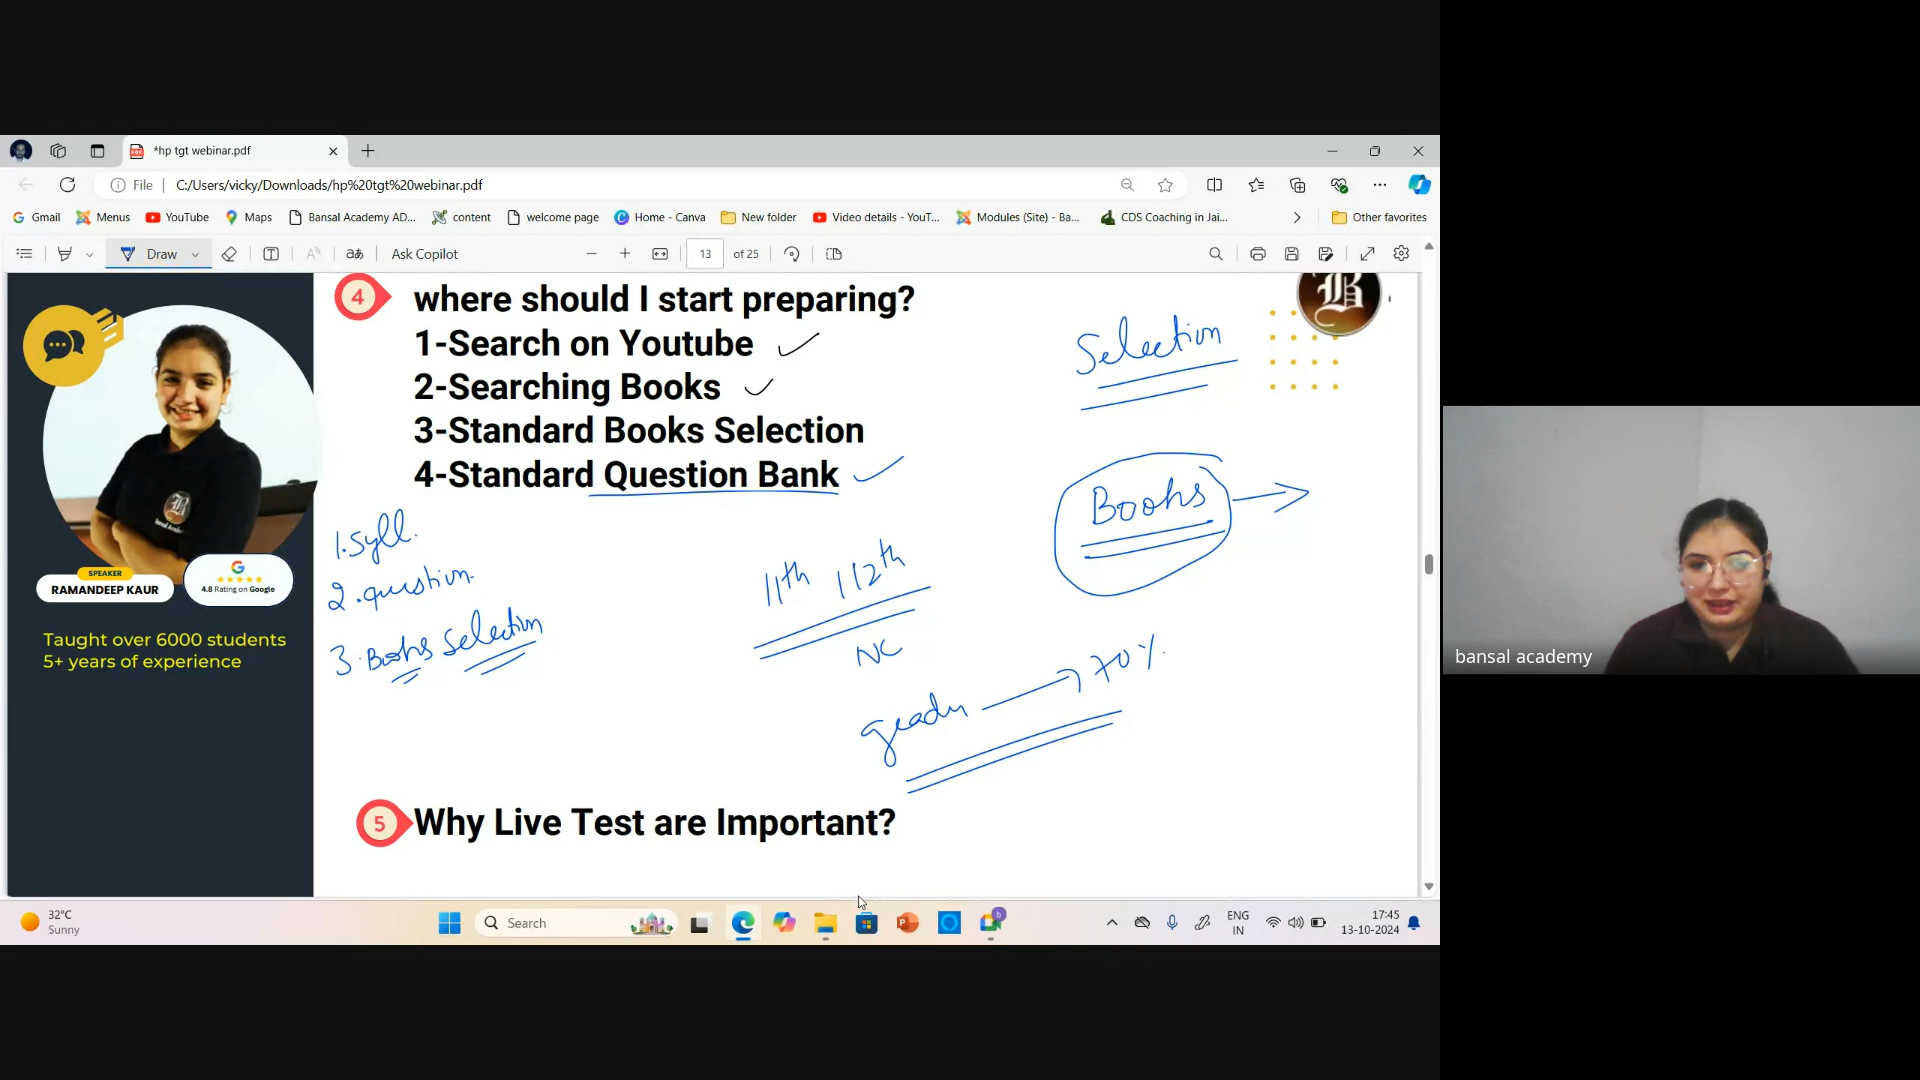 *hp tgt webinar.pdf
File
C:/Users/vicky/Downloads/hp%20tgt%20webinar.pdf
Gmail
Menus
YouTube
Maps
Bansal Academy AD...
content
welcome page
Home - Canva
New folder
Video details - YouT...
Modules (Site) - Ba...
CDS Coaching in Jai...
Other favorites
Draw
Ask Copilot
13 of 25
4
where should I start preparing?
1-Search on Youtube
2-Searching Books
3-Standard Books Selection
4-Standard Question Bank
Selection
Books
1. Syll.
2. question.
3. Books Selection
11th 112th
NC
70%
SPEAKER
RAMANDEEP KAUR
4.8 Rating on Google
Taught over 6000 students
5+ years of experience
5
Why Live Test are Important?
bansal academy
32°C
Sunny
Search
ENG
IN
17:45
13-10-2024